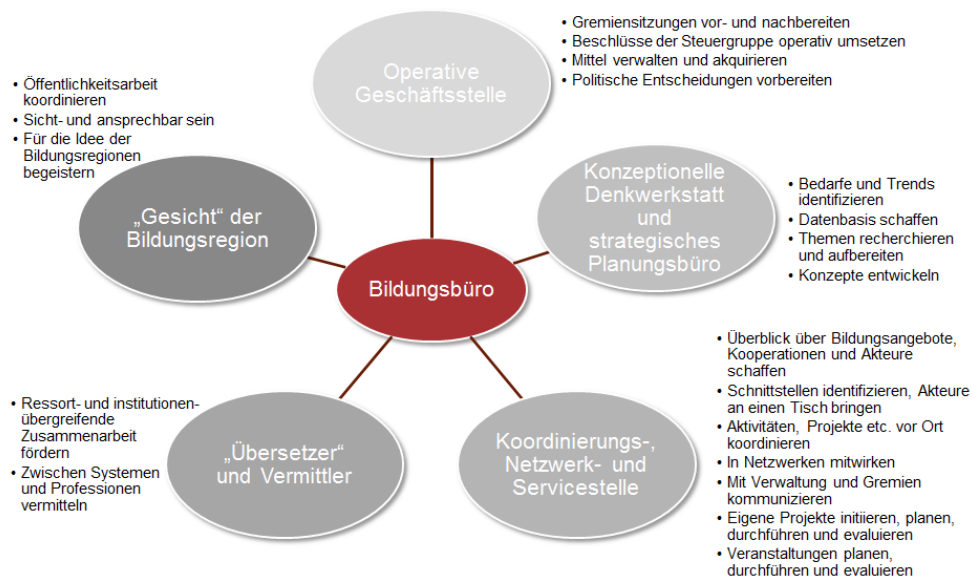 Operative
Geschäftsstelle
• Gremiensitzungen vor- und nachbereiten
• Beschlüsse der Steuergruppe operativ umsetzen
• Mittel verwalten und akquirieren
• Politische Entscheidungen vorbereiten
• Öffentlichkeitsarbeit
koordinieren
• Sicht- und ansprechbar sein
• Für die Idee der
Bildungsregionen
begeistern
„Gesicht“ der
Bildungsregion
Konzeptionelle
Denkwerkstatt
und
strategisches
Planungsbüro
• Bedarfe und Trends
identifizieren
• Datenbasis schaffen
• Themen recherchieren
und aufbereiten
• Konzepte entwickeln
Bildungsbüro
• Ressort- und institutionen-
übergreifende
Zusammenarbeit
fördern
• Zwischen Systemen
und Professionen
vermitteln
„Übersetzer“
und Vermittler
Koordinierungs-,
Netzwerk- und
Servicestelle
• Überblick über Bildungsangebote,
Kooperationen und Akteure
schaffen
• Schnittstellen identifizieren, Akteure
an einen Tisch bringen
• Aktivitäten, Projekte etc. vor Ort
koordinieren
• In Netzwerken mitwirken
• Mit Verwaltung und Gremien
kommunizieren
• Eigene Projekte initiieren, planen,
durchführen und evaluieren
• Veranstaltungen planen,
durchführen und evaluieren